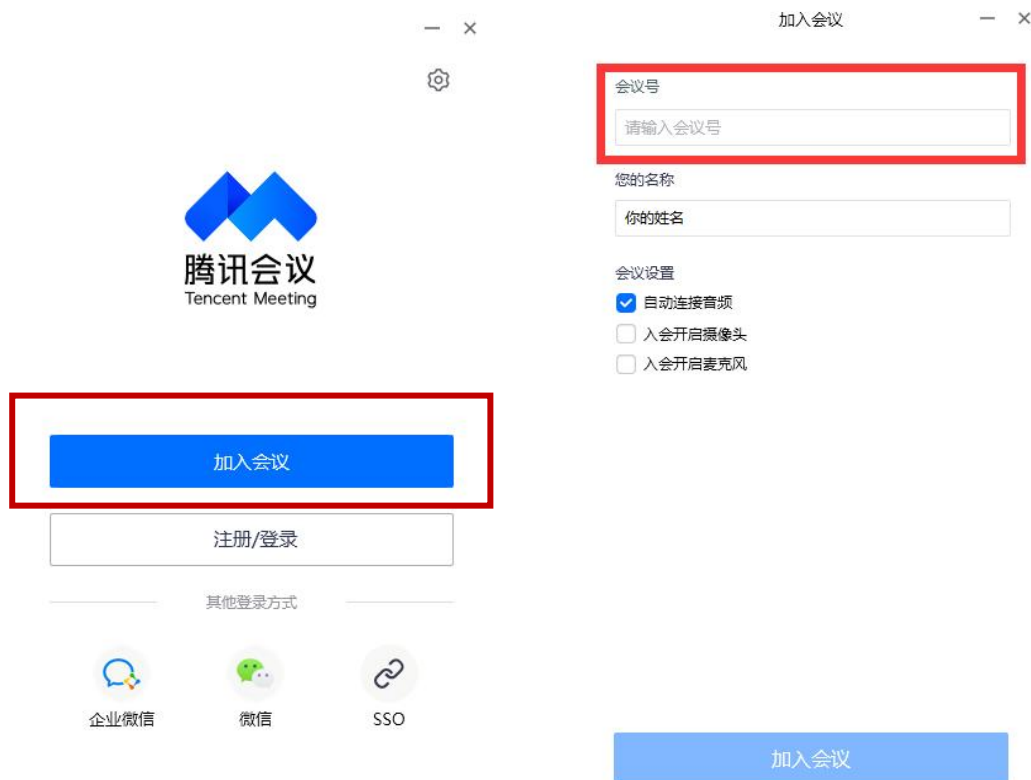 腾讯会议
Tencent Meeting
加入会议
注册/登录
其他登录方式
企业微信
微信
SSO
加入会议
会议号
请输入会议号
您的名称
你的姓名
会议设置
自动连接音频
入会开启摄像头
入会开启麦克风
加入会议